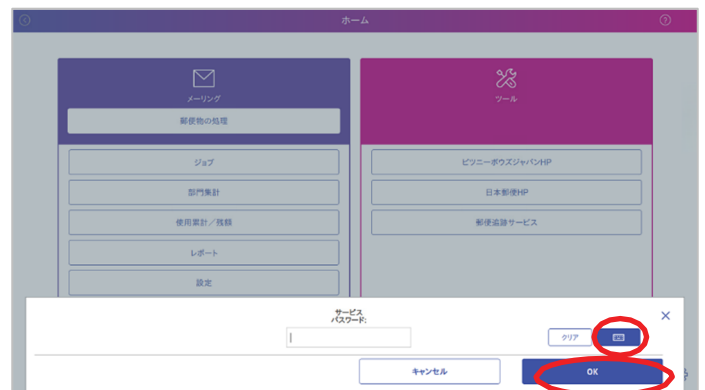 ホーム
メーリング
郵便物の処理
ジョブ
部門集計
使用累計／残額
レポート
設定
ツール
ピツニーボウズジャパンHP
日本郵便HP
郵便追跡サービス
サービス
パスワード:
クリア
キャンセル
OK